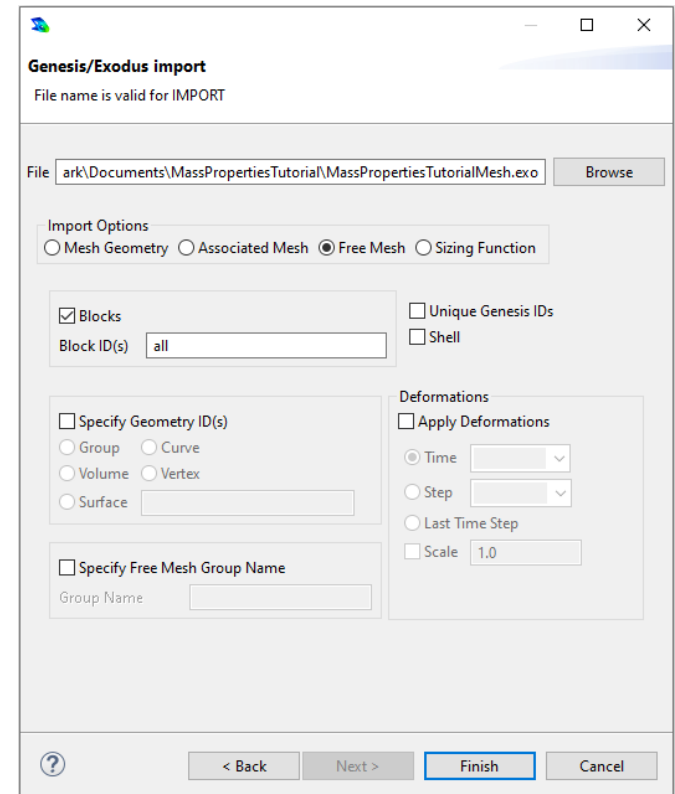 Genesis/Exodus import
File name is valid for IMPORT
File ark\Documents\MassPropertiesTutorial\MassPropertiesTutorialMesh.exo Browse
Import Options
Mesh Geometry Associated Mesh Free Mesh Sizing Function
Blocks
Block ID(s) all
Unique Genesis IDs
Shell
Specify Geometry ID(s)
Group Curve
Volume Vertex
Surface
Specify Free Mesh Group Name
Group Name
Deformations
Apply Deformations
Time
Step
Last Time Step
Scale 1.0
? < Back Next > Finish Cancel